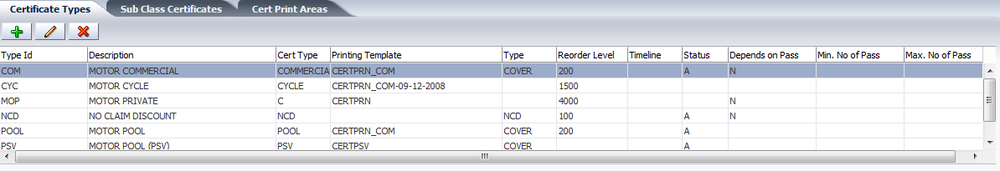 Certificate Types Sub Class Certificates Cert Print Areas
Type Id Description Cert Type Printing Template Type Reorder Level Timeline Status Depends on Pass Min. No of Pass Max. No of Pass
COM MOTOR COMMERCIAL COMMERCIA CERTPRN_COM COVER 200 A N
CYC MOTOR CYCLE CYCLE CERTPRN_COM-09-12-2008 1500
MOP MOTOR PRIVATE C CERTPRN 4000 N
NCD NO CLAIM DISCOUNT NCD NCD 100 A N
POOL MOTOR POOL POOL CERTPRN_COM COVER 200 A
PSV MOTOR POOL (PSV) PSV CERTPSV COVER A